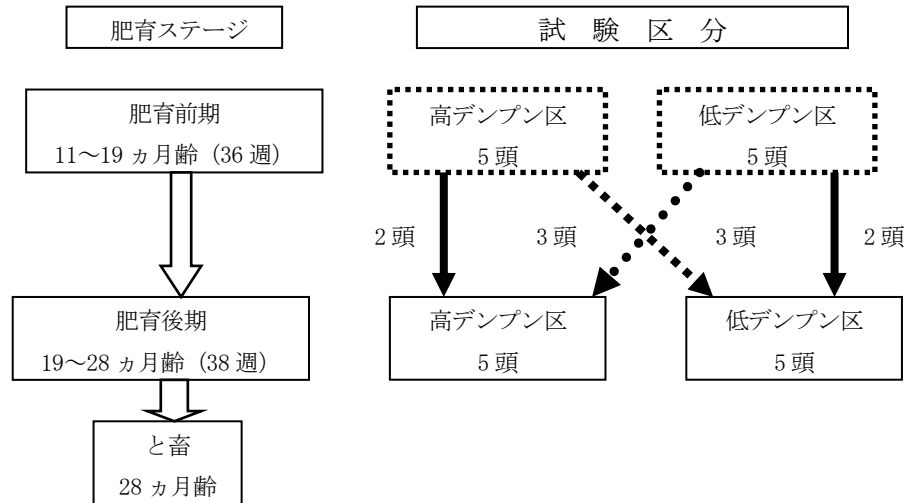 肥育ステージ
試験区分
肥育前期
11～19 ヵ月齢（36 週）
高デンプン区
5 頭
低デンプン区
5 頭
2 頭
3 頭
3 頭
2 頭
肥育後期
19～28 ヵ月齢（38 週）
高デンプン区
5 頭
低デンプン区
5 頭
と畜
28 ヵ月齢